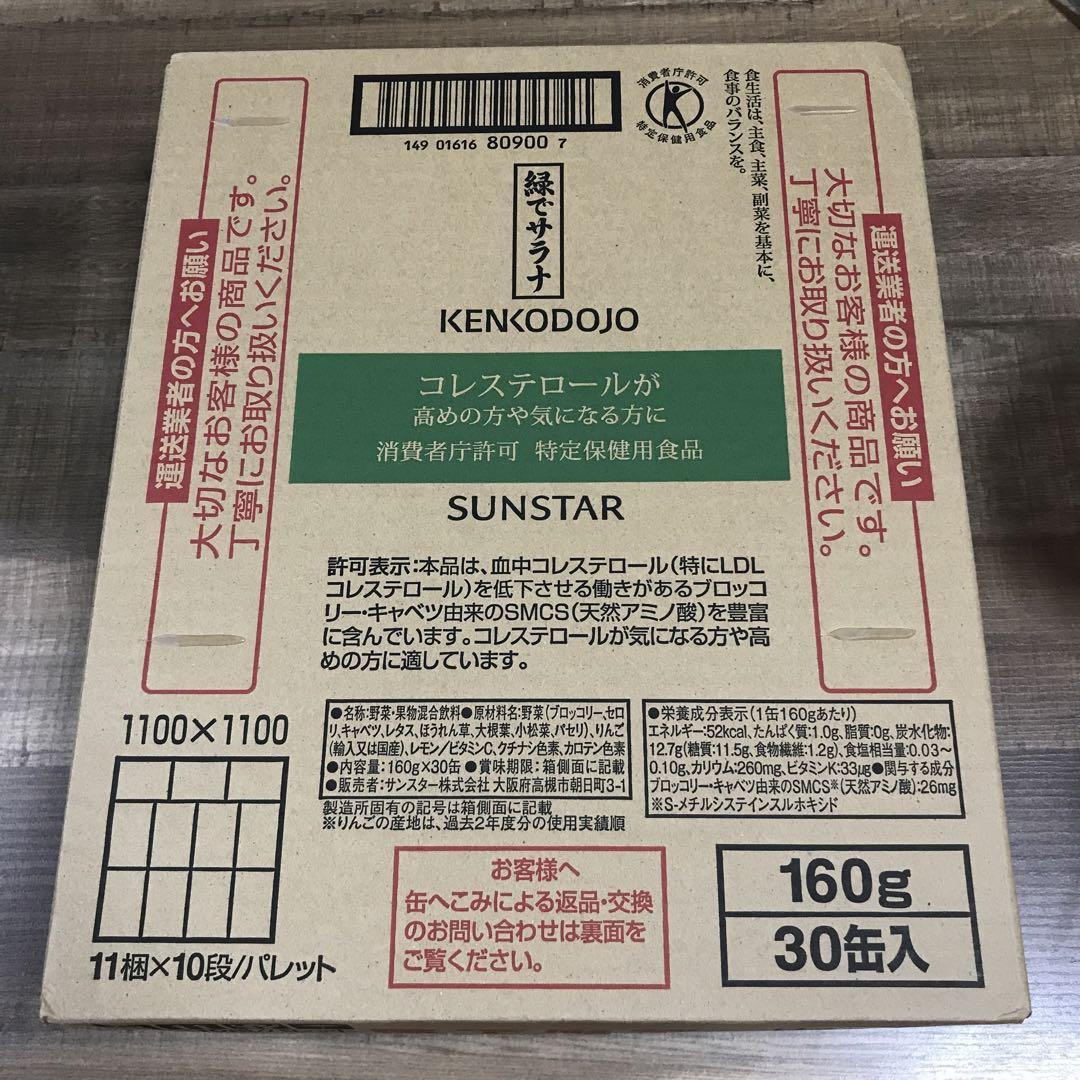 149 01616 80900 7
消費者庁許可
特定保健用食品
食生活は、主食、主菜、副菜を基本に、
食事のバランスを。
緑でサラナ
KENKODOJO
コレステロールが
高めの方や気になる方に
消費者庁許可 特定保健用食品
SUNSTAR
運送業者の方へお願い
大切なお客様の商品です。
丁寧にお取り扱いください。
運送業者の方へお願い
大切なお客様の商品です。
丁寧にお取り扱いください。
許可表示:本品は、血中コレステロール(特にLDL
コレステロール)を低下させる働きがあるブロッコ
リー・キャベツ由来のSMCS(天然アミノ酸)を豊富
に含んでいます。コレステロールが気になる方や高
めの方に適しています。
●名称:野菜・果物混合飲料●原材料名:野菜(ブロッコリー、セロ
リ、キャベツ、レタス、ほうれん草、大根葉、小松菜、パセリ)、りんご
(輸入又は国産)、レモン/ビタミンC、クチナシ色素、カロテン色素
●内容量:160g×30缶●賞味期限:箱側面に記載
●販売者:サンスター株式会社 大阪府高槻市朝日町3-1
製造所固有の記号は箱側面に記載
※りんごの産地は、過去2年度分の使用実績順
●栄養成分表示(1缶160gあたり)
エネルギー:52kcal、たんぱく質:1.0g、脂質:0g、炭水化物:
12.7g(糖質:11.5g、食物繊維:1.2g)、食塩相当量:0.03~
0.10g、カリウム:260mg、ビタミンK:33μg●関与する成分
ブロッコリー・キャベツ由来のSMCS※(天然アミノ酸):26mg
※S-メチルシステインスルホキシド
1100×1100
11梱×10段/パレット
お客様へ
缶へこみによる返品・交換
のお問い合わせは裏面を
ご覧ください。
160g
30缶入